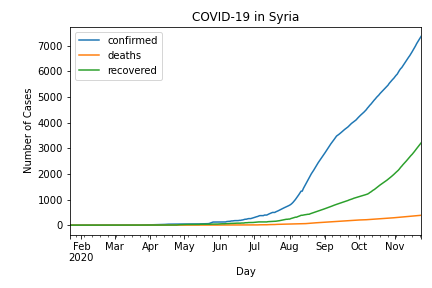 COVID-19 in Syria
confirmed
deaths
recovered
Number of Cases
7000
6000
5000
4000
3000
2000
1000
0
Feb Mar Apr May Jun Jul Aug Sep Oct Nov
2020
Day